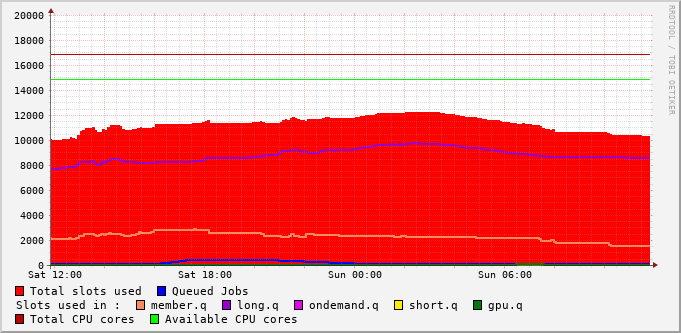 20000
18000
16000
14000
12000
10000
8000
6000
4000
2000
0
Sat 12:00 Sat 18:00 Sun 00:00 Sun 06:00
RRDTOOL / TOBI OETIKER
Total slots used Queued Jobs
Slots used in : member.q long.q ondemand.q short.q gpu.q
Total CPU cores Available CPU cores